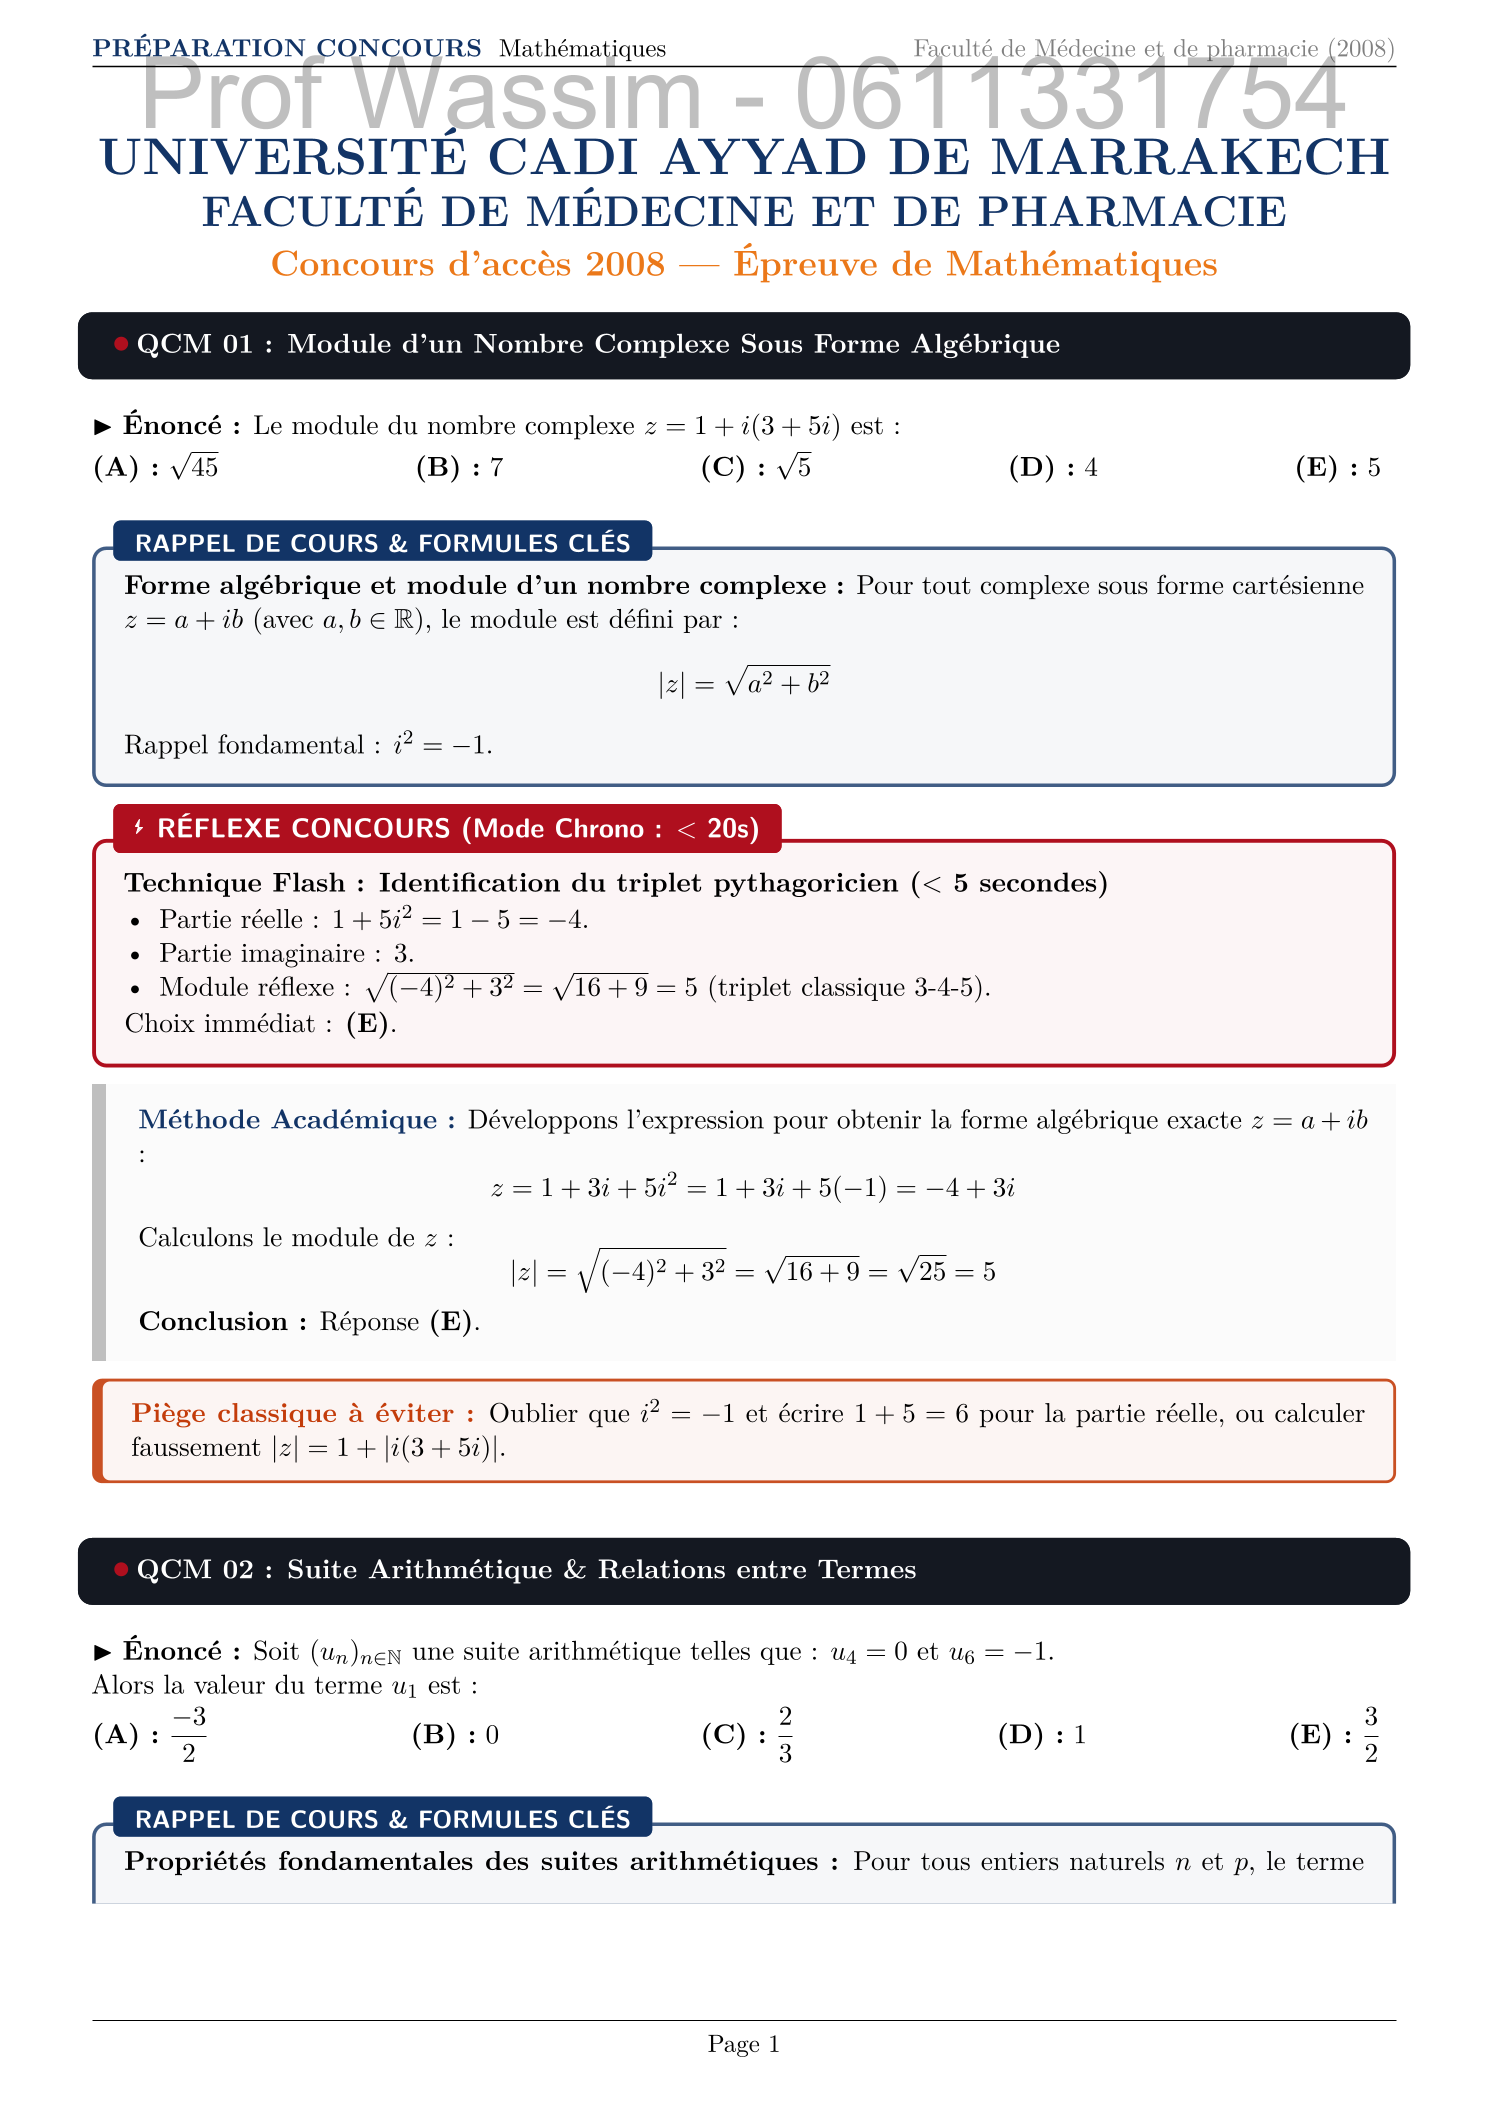 PRÉPARATION CONCOURS Mathématiques Faculté de Médecine et de pharmacie (2008)
Prof Wassim - 0611331754
UNIVERSITÉ CADI AYYAD DE MARRAKECH
FACULTÉ DE MÉDECINE ET DE PHARMACIE
Concours d'accès 2008 — Épreuve de Mathématiques
● QCM 01 : Module d'un Nombre Complexe Sous Forme Algébrique
▶ Énoncé : Le module du nombre complexe z = 1 + i(3 + 5i) est :
(A) : √45 (B) : 7 (C) : √5 (D) : 4 (E) : 5
RAPPEL DE COURS & FORMULES CLÉS
Forme algébrique et module d'un nombre complexe : Pour tout complexe sous forme cartésienne
z = a + ib (avec a, b ∈ ℝ), le module est défini par :
|z| = √(a² + b²)
Rappel fondamental : i² = −1.
⚡ RÉFLEXE CONCOURS (Mode Chrono : < 20s)
Technique Flash : Identification du triplet pythagoricien (< 5 secondes)
• Partie réelle : 1 + 5i² = 1 − 5 = −4.
• Partie imaginaire : 3.
• Module réflexe : √((−4)² + 3²) = √(16 + 9) = 5 (triplet classique 3-4-5).
Choix immédiat : (E).
Méthode Académique : Développons l'expression pour obtenir la forme algébrique exacte z = a + ib
:
z = 1 + 3i + 5i² = 1 + 3i + 5(−1) = −4 + 3i
Calculons le module de z :
|z| = √((−4)² + 3²) = √(16 + 9) = √25 = 5
Conclusion : Réponse (E).
Piège classique à éviter : Oublier que i² = −1 et écrire 1 + 5 = 6 pour la partie réelle, ou calculer
faussement |z| = 1 + |i(3 + 5i)|.
● QCM 02 : Suite Arithmétique & Relations entre Termes
▶ Énoncé : Soit (uₙ)ₙ∈ℕ une suite arithmétique telles que : u₄ = 0 et u₆ = −1.
Alors la valeur du terme u₁ est :
(A) : −3/2 (B) : 0 (C) : 2/3 (D) : 1 (E) : 3/2
RAPPEL DE COURS & FORMULES CLÉS
Propriétés fondamentales des suites arithmétiques : Pour tous entiers naturels n et p, le terme
Page 1